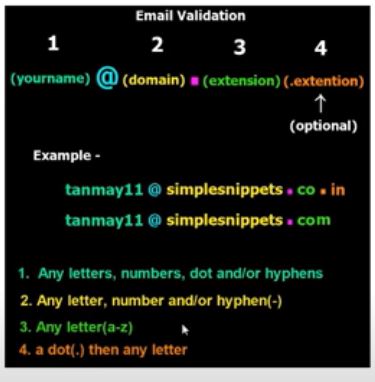 Email Validation
1 2 3 4
(yourname) @ (domain) . (extension) (.extention)
(optional)
Example -
tanmay11 @ simplesnippets . co . in
tanmay11 @ simplesnippets . com
1. Any letters, numbers, dot and/or hyphens
2. Any letter, number and/or hyphen(-)
3. Any letter(a-z)
4. a dot(.) then any letter